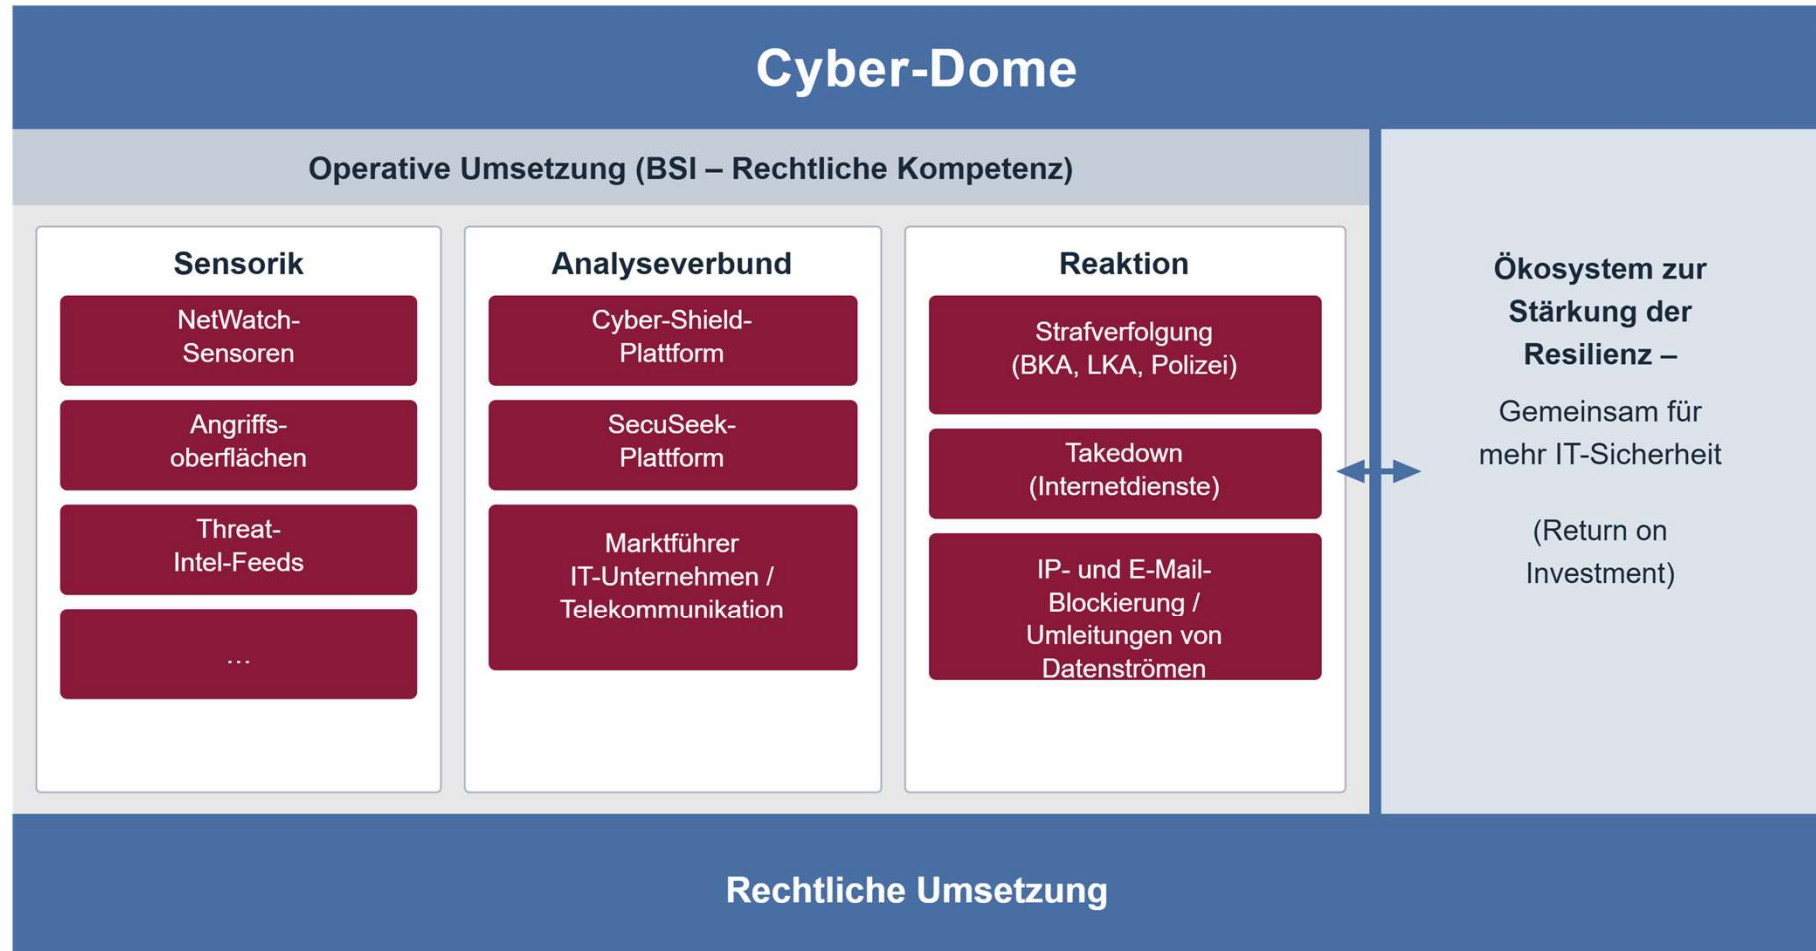 Cyber-Dome
Operative Umsetzung (BSI – Rechtliche Kompetenz)
Sensorik
NetWatch-
Sensoren
Angriffs-
oberflächen
Threat-
Intel-Feeds
...
Analyseverbund
Cyber-Shield-
Plattform
SecuSeek-
Plattform
Marktführer
IT-Unternehmen /
Telekommunikation
Reaktion
Strafverfolgung
(BKA, LKA, Polizei)
Takedown
(Internetdienste)
IP- und E-Mail-
Blockierung /
Umleitungen von
Datenströmen
Ökosystem zur
Stärkung der
Resilienz –
Gemeinsam für
mehr IT-Sicherheit
(Return on
Investment)
Rechtliche Umsetzung